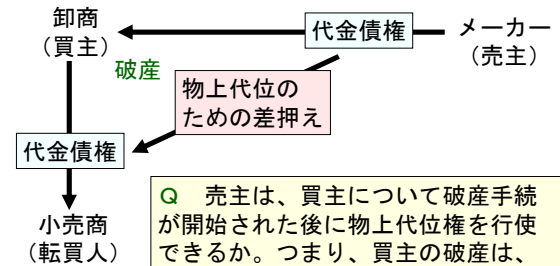 卸商
（買主）
代金債権
メーカー
（売主）
破産
物上代位の
ための差押え
代金債権
小売商
（転買人）
Q　売主は、買主について破産手続
が開始された後に物上代位権を行使
できるか。つまり、買主の破産は、